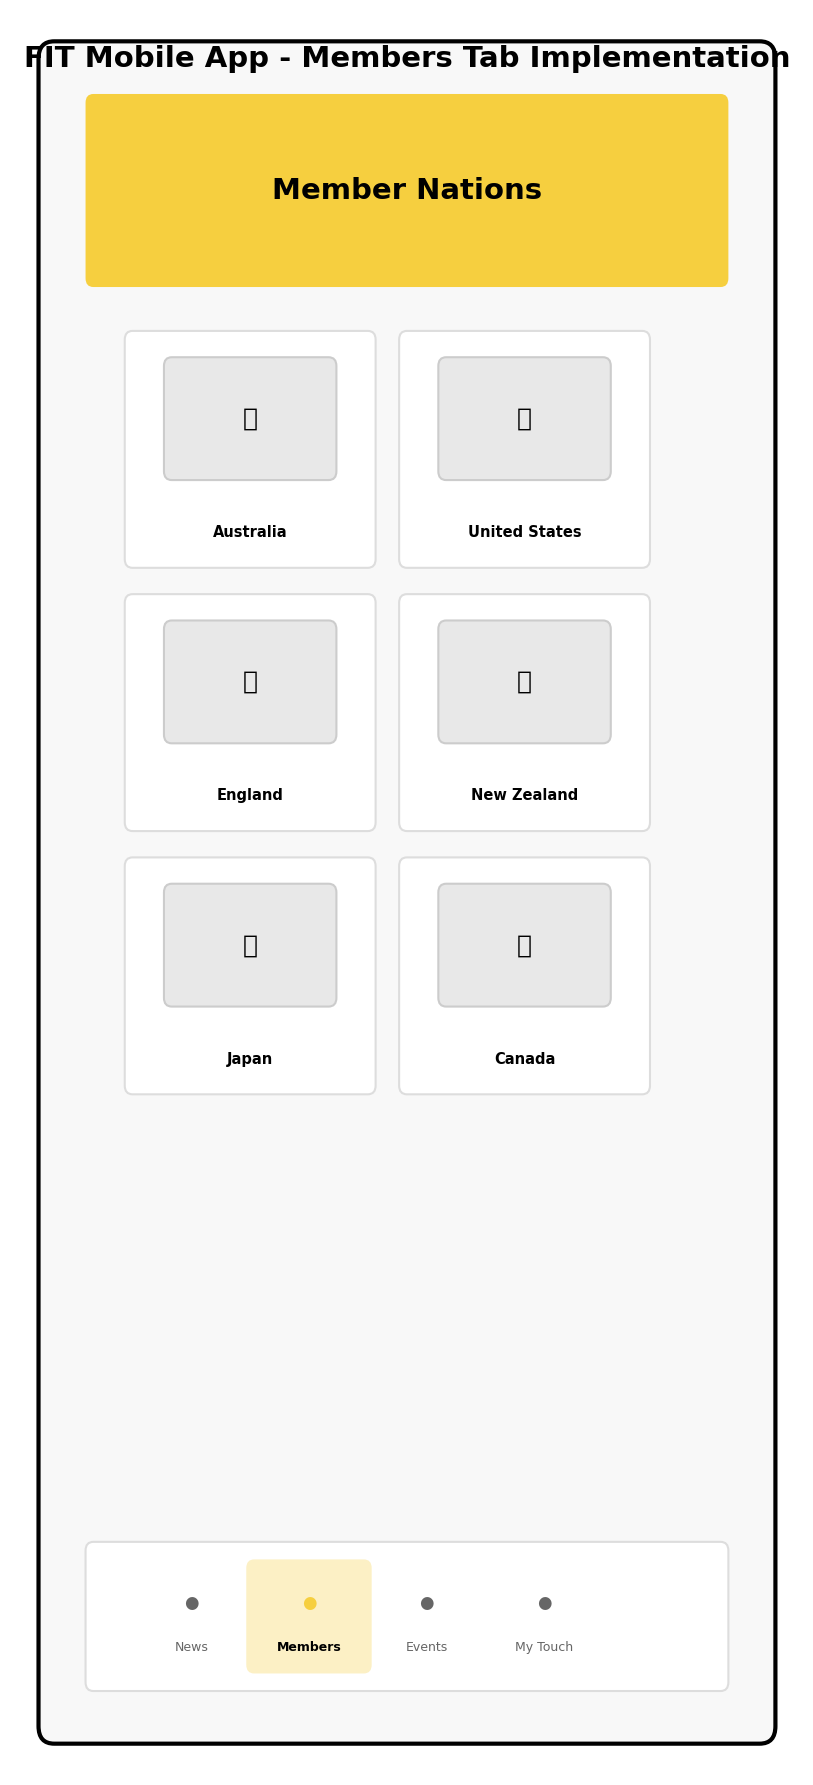 FIT Mobile App - Members Tab Implementation
Member Nations
Australia
United States
England
New Zealand
Japan
Canada
News
Members
Events
My Touch